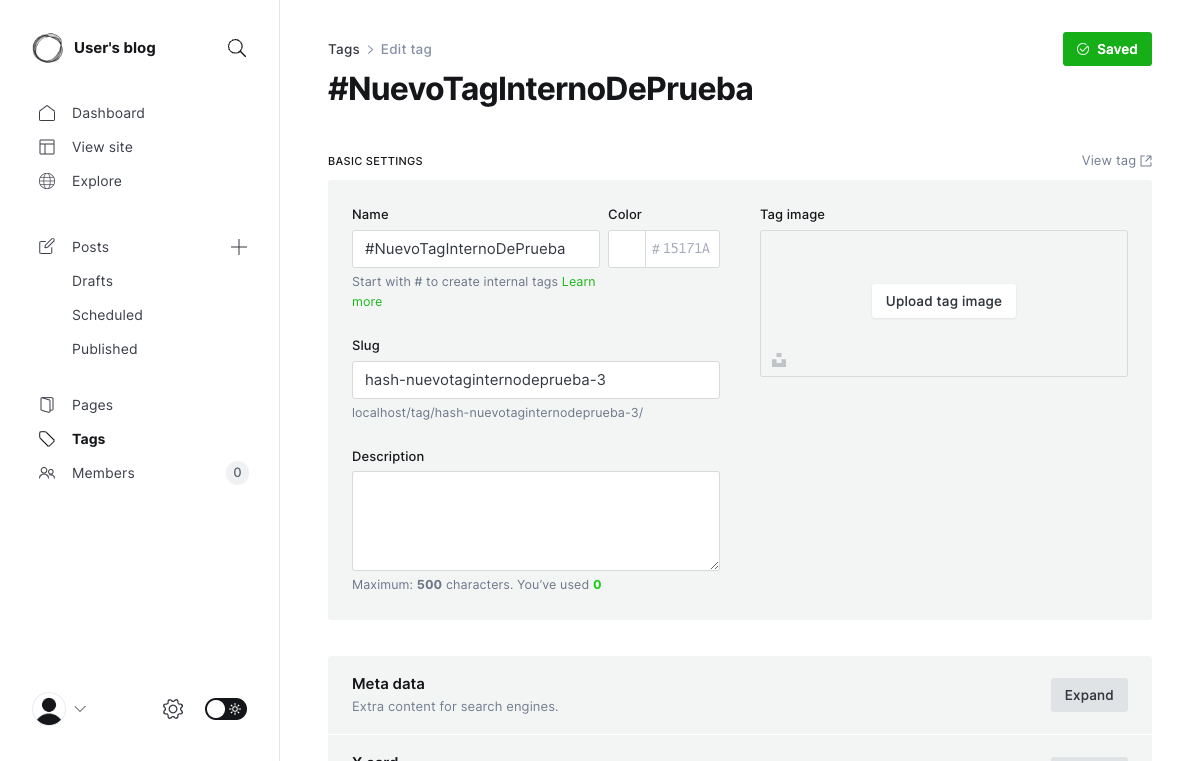 User's blog
Dashboard
View site
Explore
Posts
Drafts
Scheduled
Published
Pages
Tags
Members 0
Tags > Edit tag
Saved
#NuevoTagInternoDePrueba
BASIC SETTINGS
View tag
Name
#NuevoTagInternoDePrueba
Color
# 15171A
Start with # to create internal tags Learn
more
Slug
hash-nuevotaginternodeprueba-3
localhost/tag/hash-nuevotaginternodeprueba-3/
Description
Maximum: 500 characters. You've used 0
Tag image
Upload tag image
Meta data
Extra content for search engines.
Expand
X card